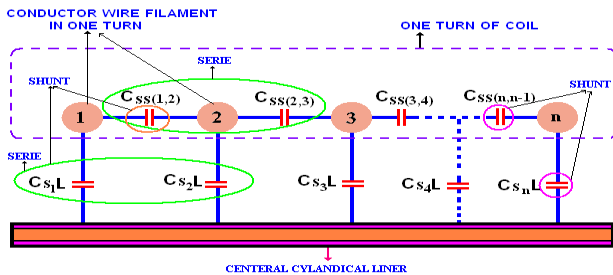 CONDUCTOR WIRE FILAMENT
IN ONE TURN
ONE TURN OF COIL
SERIE
SHUNT
SHUNT
CSS(1,2)
CSS(2,3)
CSS(3,4)
CSS(n,n-1)
1
2
3
n
SERIE
CS1L
CS2L
CS3L
CS4L
CSnL
CENTERAL CYLANDICAL LINER